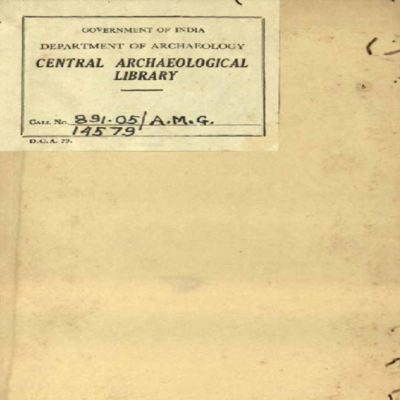 GOVERNMENT OF INDIA
DEPARTMENT OF ARCHAEOLOGY
CENTRAL ARCHAEOLOGICAL
LIBRARY
CALL No. 891.05/A.M.G.
14579
D.G.A. 79.